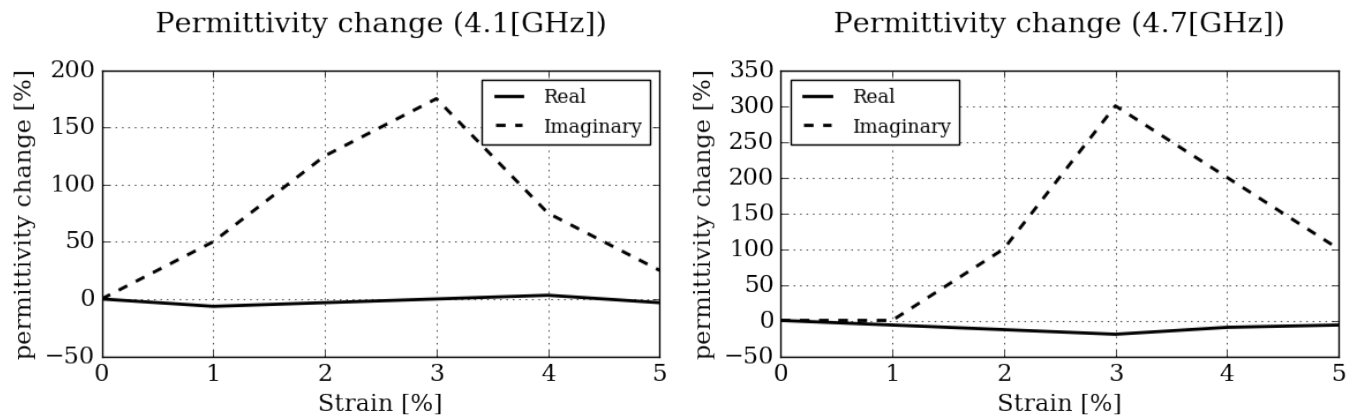 Permittivity change (4.1[GHz])
permittivity change [%]
200
150
100
50
0
−50
Real
Imaginary
0 1 2 3 4 5
Strain [%]
Permittivity change (4.7[GHz])
permittivity change [%]
350
300
250
200
150
100
50
0
−50
Real
Imaginary
0 1 2 3 4 5
Strain [%]